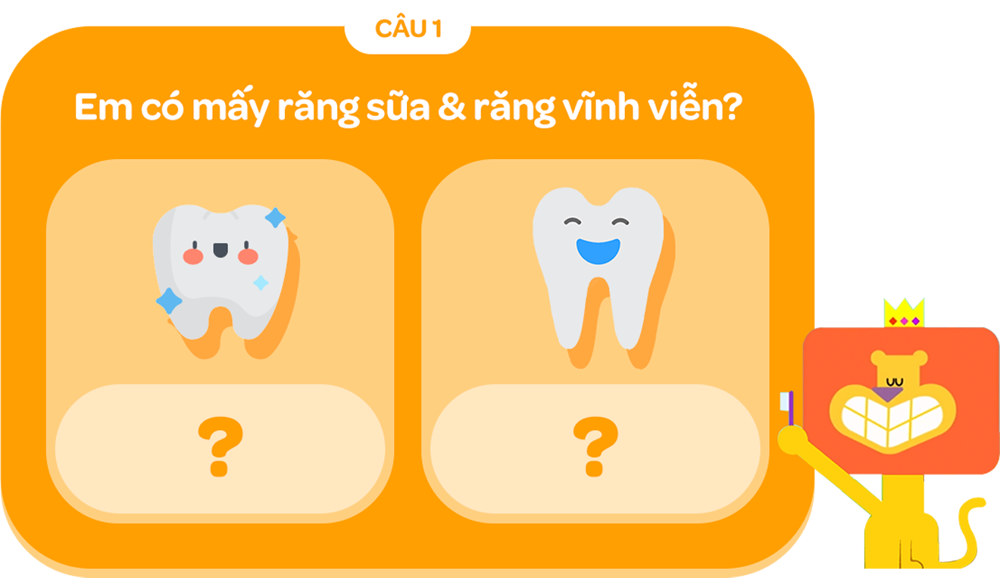 CÂU 1
Em có mấy răng sữa & răng vĩnh viễn?
? ?